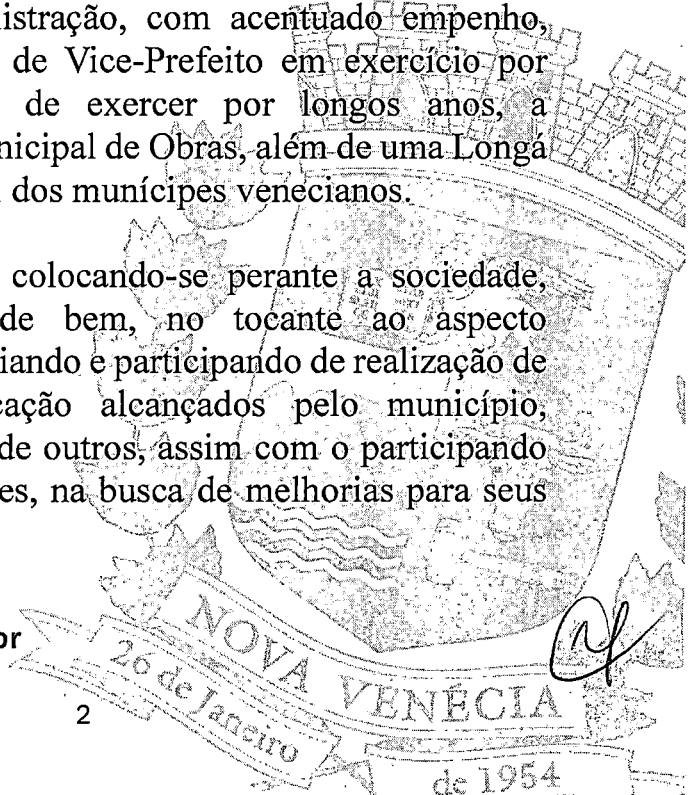 istração, com acentuado empenho,
de Vice-Prefeito em exercício por
de exercer por longos anos, a
nicipal de Obras, além de uma Longá
dos munícipes venecianos.
colocando-se perante a sociedade,
de bem, no tocante ao aspecto
iando e participando de realização de
cação alcançados pelo município,
de outros, assim com o participando
es, na busca de melhorias para seus
or
2
NOVA VENÉCIA
26 de Janeiro
de 1954